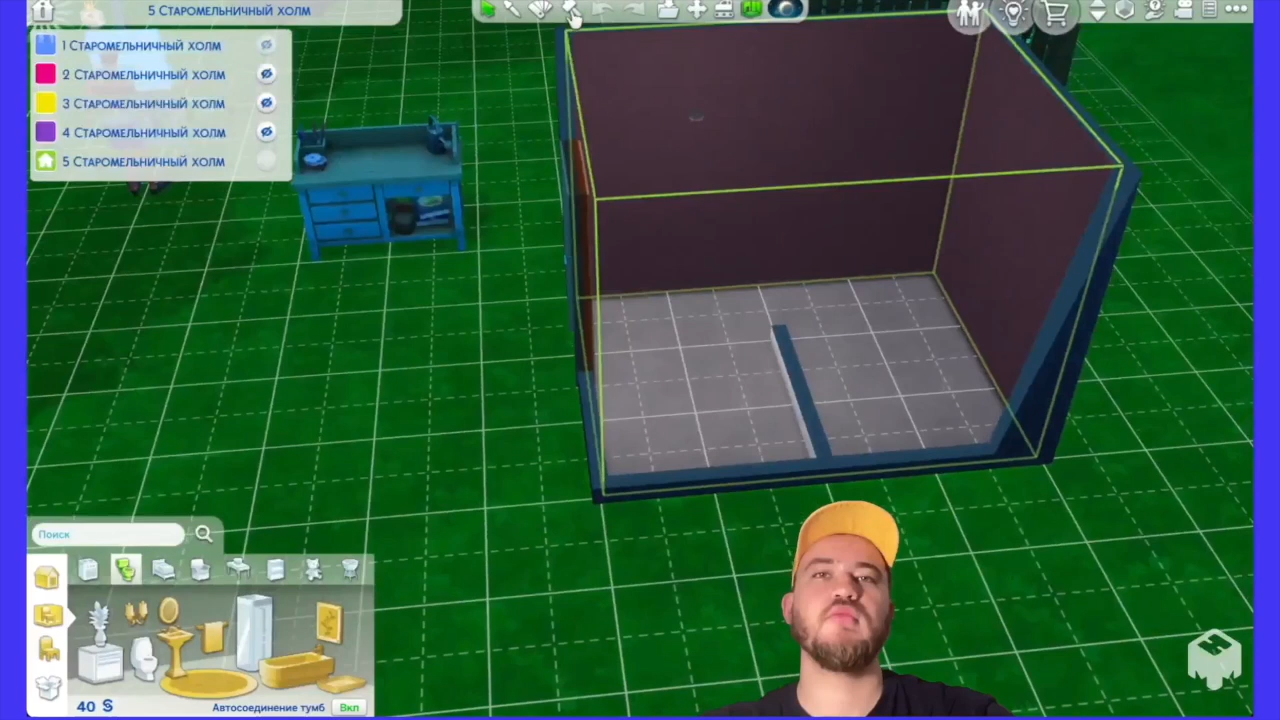 5 Старомельничный холм
1 Старомельничный холм
2 Старомельничный холм
3 Старомельничный холм
4 Старомельничный холм
5 Старомельничный холм
Поиск
40 §
Автосоединение тумб Вкл